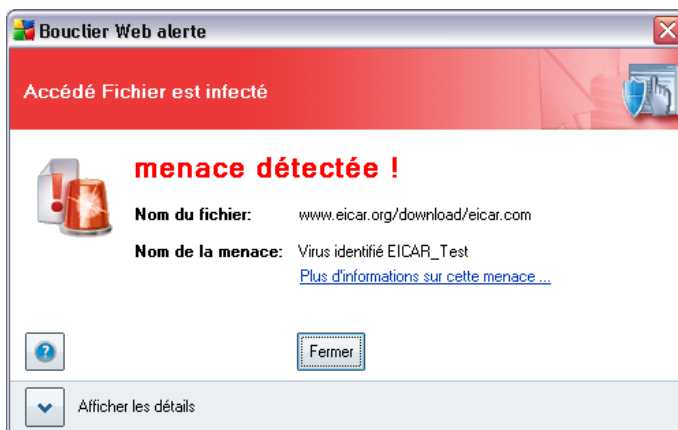 Bouclier Web alerte
Accédé Fichier est infecté
menace détectée !
Nom du fichier: www.eicar.org/download/eicar.com
Nom de la menace: Virus identifié EICAR_Test
Plus d'informations sur cette menace ...
Fermer
Afficher les détails